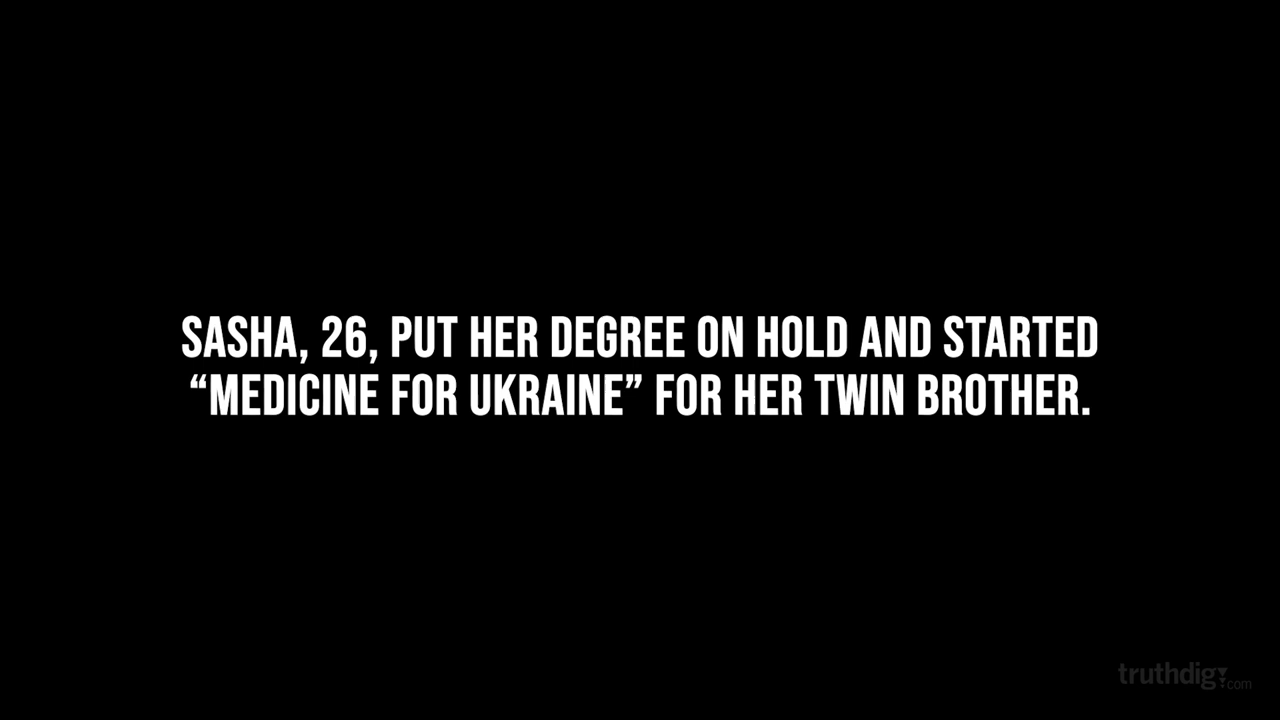 SASHA, 26, PUT HER DEGREE ON HOLD AND STARTED
“MEDICINE FOR UKRAINE” FOR HER TWIN BROTHER.
truthdig.com